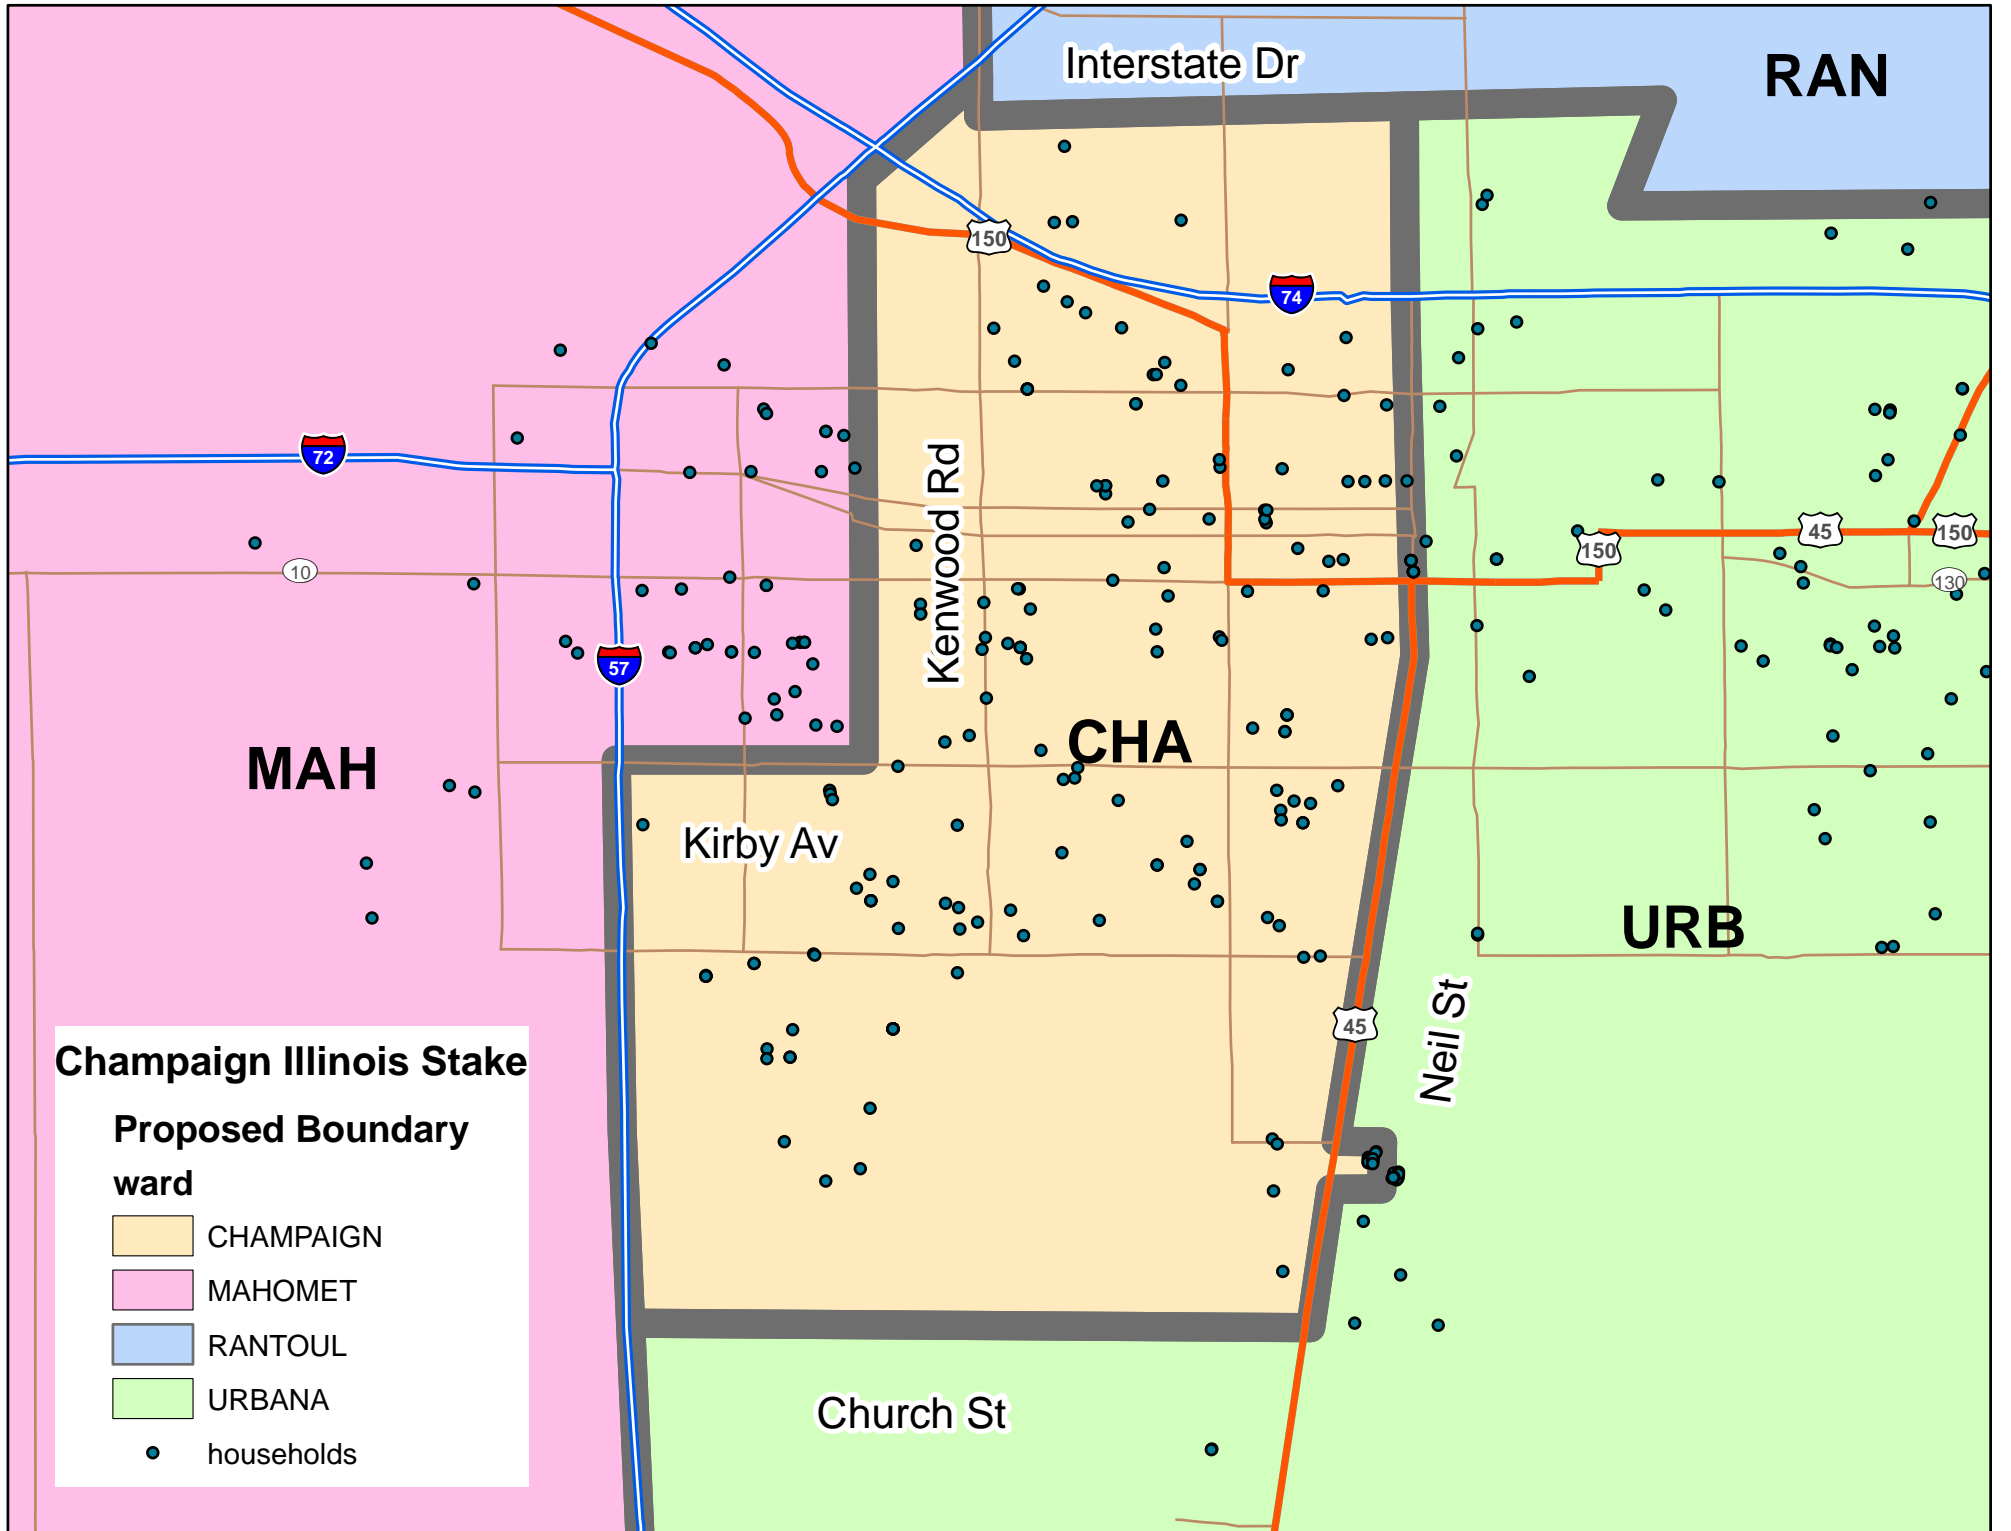 Interstate Dr
RAN
150
74
Kenwood Rd
72
45
150
150
10
130
57
CHA
MAH
Kirby Av
URB
45
Neil St
Champaign Illinois Stake
Proposed Boundary
ward
CHAMPAIGN
MAHOMET
RANTOUL
URBANA
households
Church St